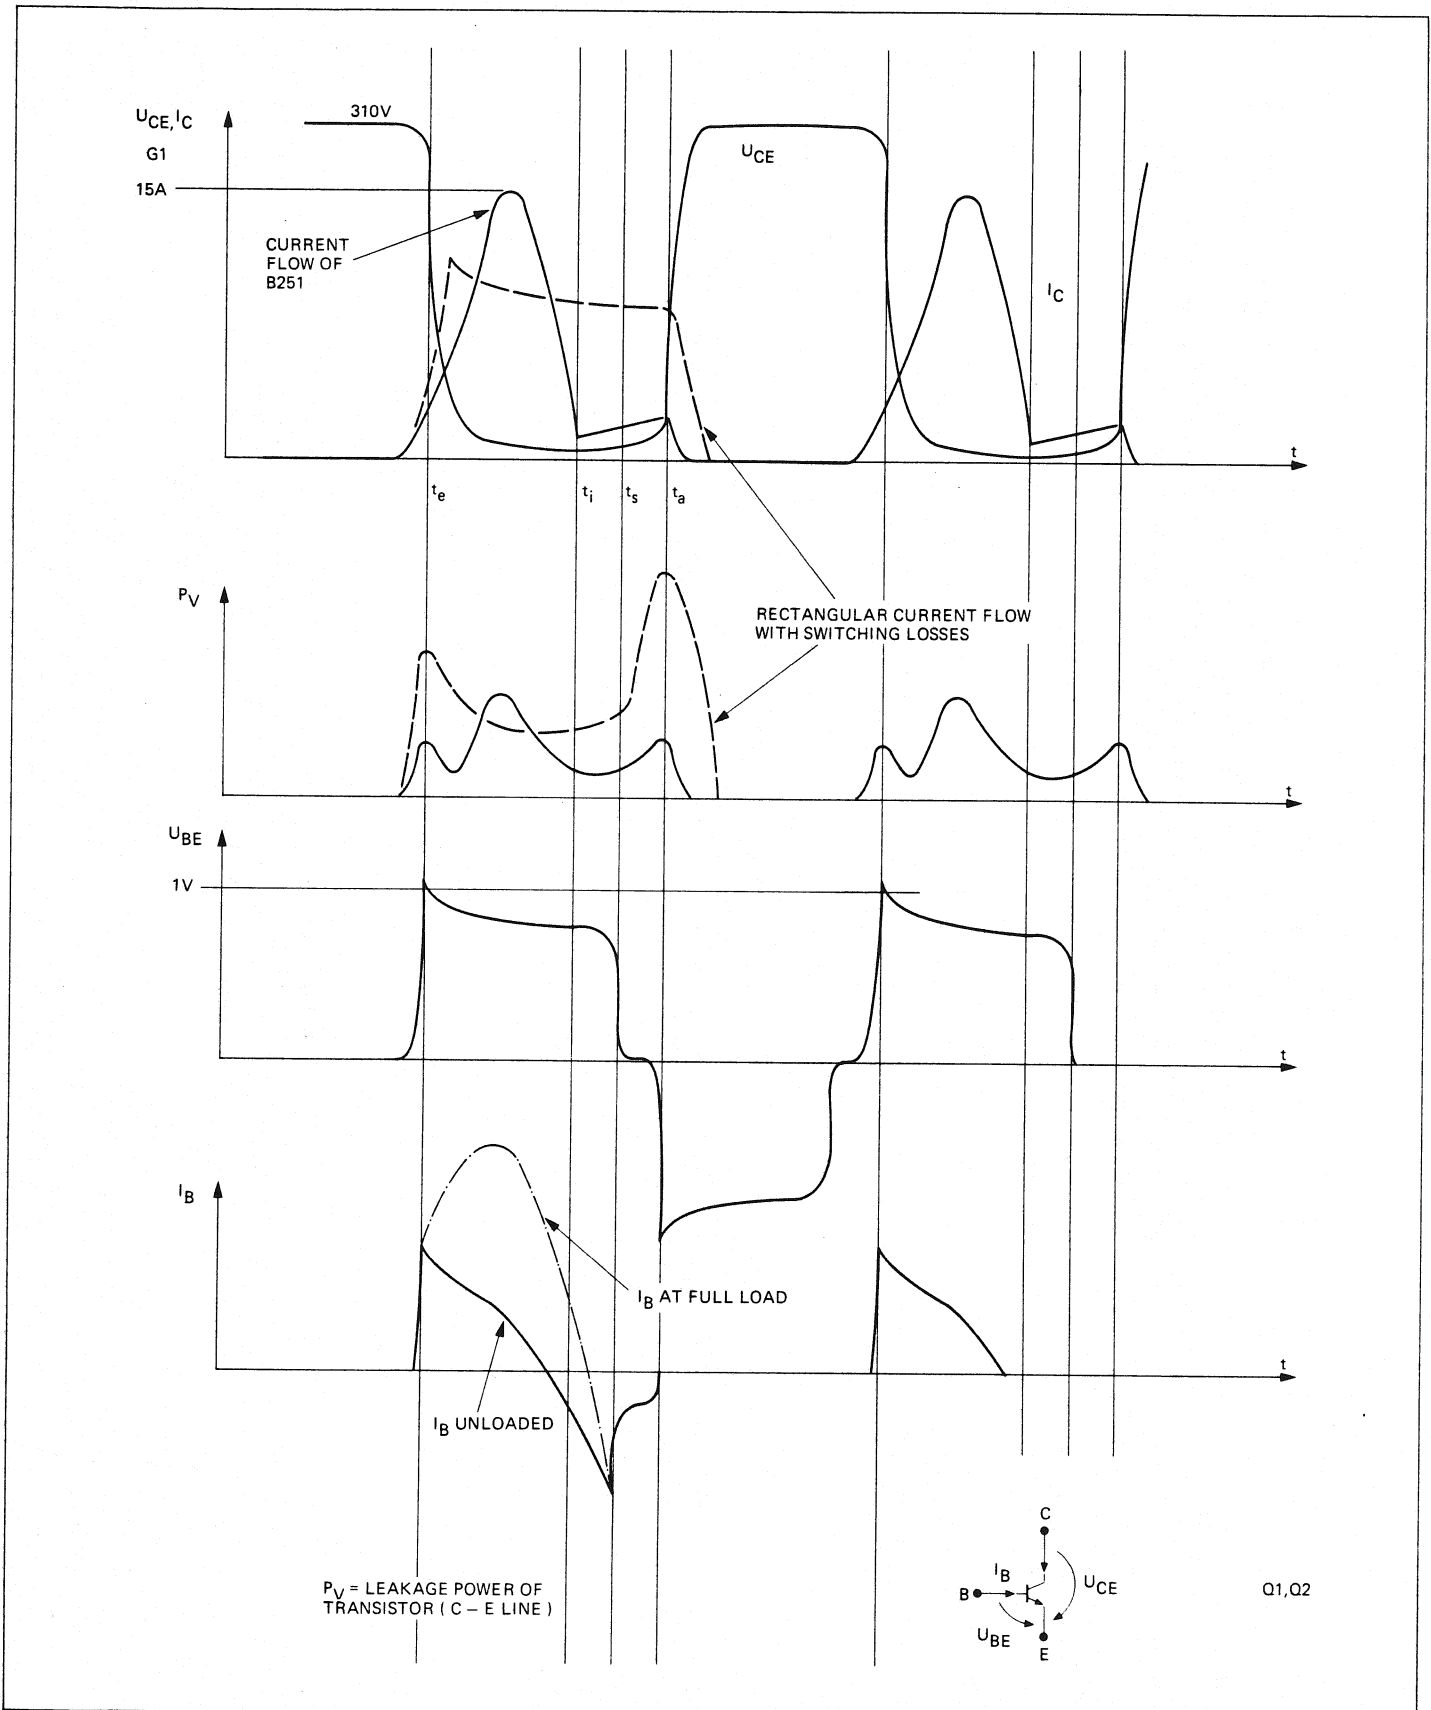 310V
U_CE, I_C
G1
15A
U_CE
CURRENT
FLOW OF
B251
I_C
t
t_e
t_i
t_s
t_a
P_V
RECTANGULAR CURRENT FLOW
WITH SWITCHING LOSSES
t
U_BE
1V
t
I_B
I_B AT FULL LOAD
t
I_B UNLOADED
C
I_B
U_CE
B
U_BE
E
Q1,Q2
P_V = LEAKAGE POWER OF
TRANSISTOR ( C – E LINE )